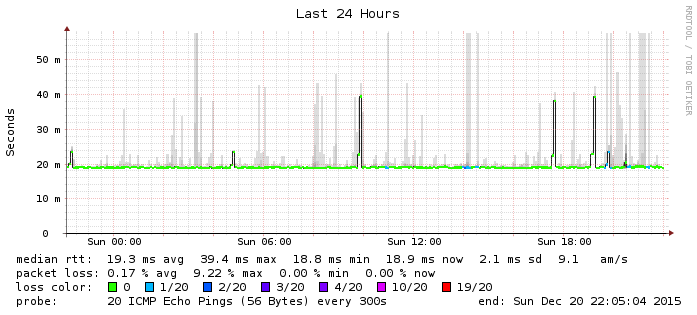 Last 24 Hours
RRDTOOL / TOBI OETIKER
Seconds
50 m
40 m
30 m
20 m
10 m
0
Sun 00:00 Sun 06:00 Sun 12:00 Sun 18:00
median rtt: 19.3 ms avg 39.4 ms max 18.8 ms min 18.9 ms now 2.1 ms sd 9.1 am/s
packet loss: 0.17 % avg 9.22 % max 0.00 % min 0.00 % now
loss color: 0 1/20 2/20 3/20 4/20 10/20 19/20
probe: 20 ICMP Echo Pings (56 Bytes) every 300s end: Sun Dec 20 22:05:04 2015